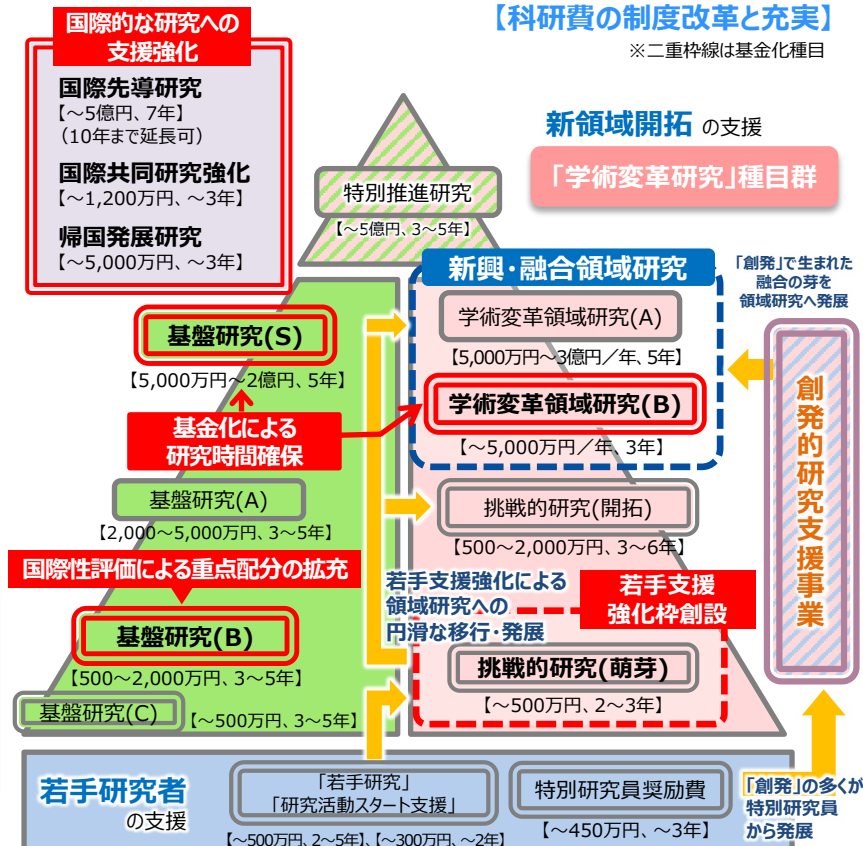 【科研費の制度改革と充実】
※二重枠線は基金化種目
国際的な研究への
支援強化
国際先導研究
【～5億円、7年】
（10年まで延長可）
国際共同研究強化
【～1,200万円、～3年】
帰国発展研究
【～5,000万円、～3年】
新領域開拓 の支援
「学術変革研究」種目群
特別推進研究
【～5億円、3～5年】
新興・融合領域研究
「創発」で生まれた
融合の芽を
領域研究へ発展
基盤研究(S)
【5,000万円～2億円、5年】
学術変革領域研究(A)
【5,000万円～3億円／年、5年】
学術変革領域研究(B)
【～5,000万円／年、3年】
基金化による
研究時間確保
創発的研究支援事業
基盤研究(A)
【2,000～5,000万円、3～5年】
挑戦的研究(開拓)
【500～2,000万円、3～6年】
国際性評価による重点配分の拡充
若手支援強化による
領域研究への
円滑な移行・発展
若手支援
強化枠創設
基盤研究(B)
【500～2,000万円、3～5年】
挑戦的研究(萌芽)
【～500万円、2～3年】
基盤研究(C)
【～500万円、3～5年】
若手研究者
の支援
「若手研究」
「研究活動スタート支援」
【～500万円、2～5年】、【～300万円、～2年】
特別研究員奨励費
【～450万円、～3年】
「創発」の多くが
特別研究員
から発展